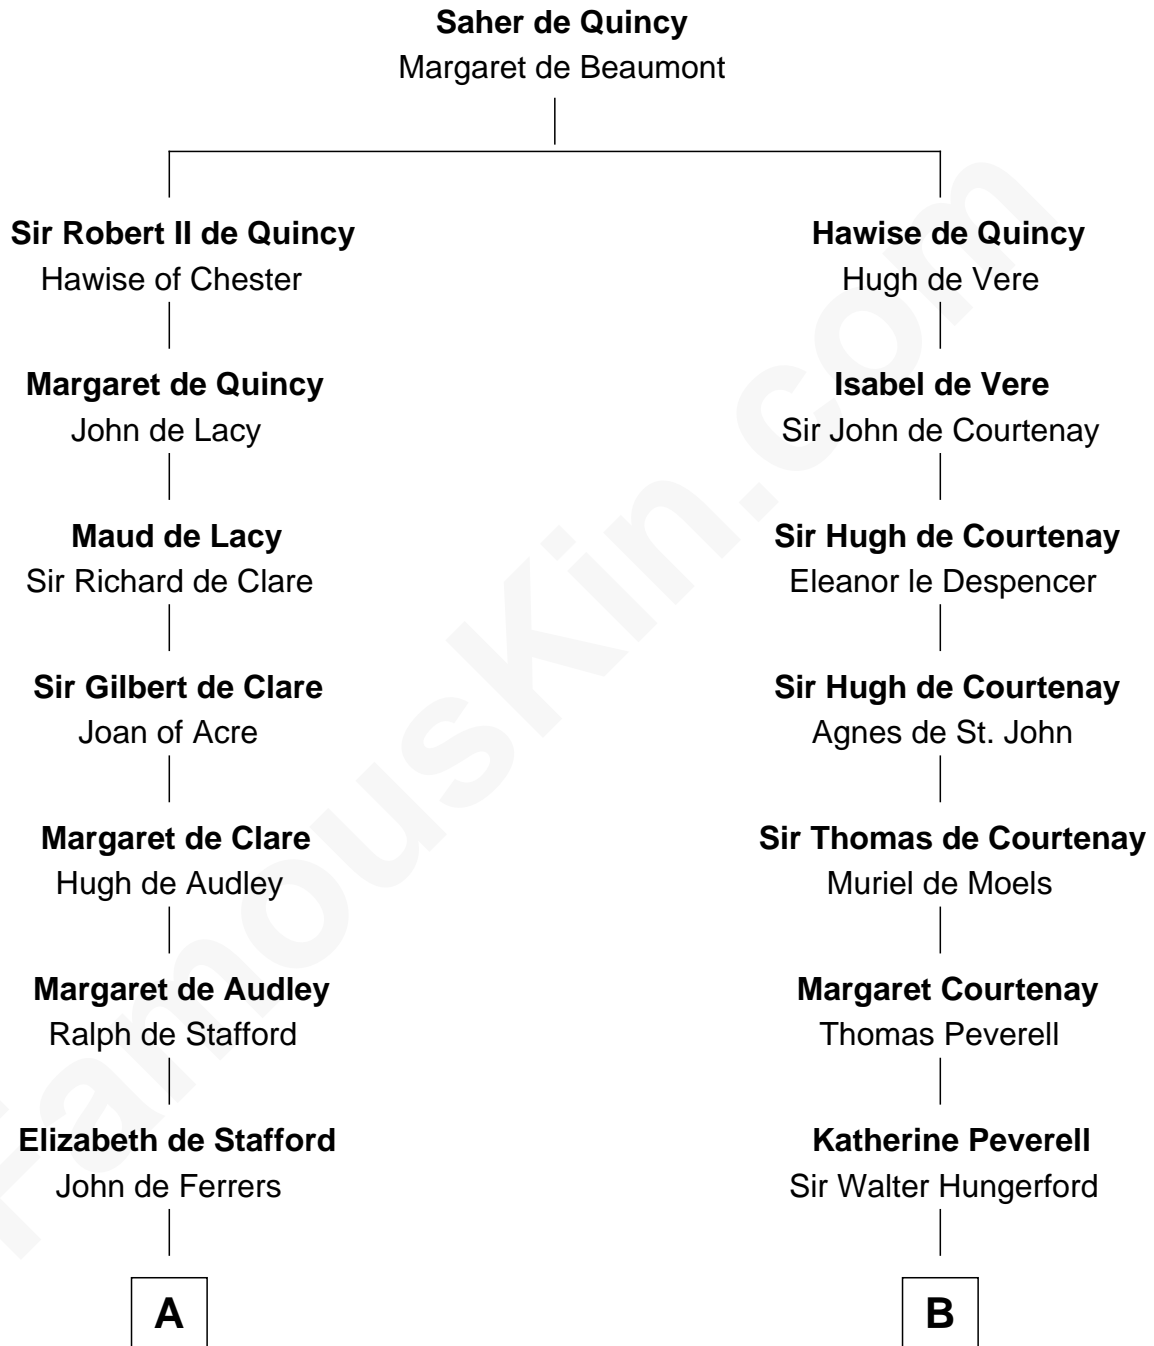 Saher de Quincy
Margaret de Beaumont
Sir Robert II de Quincy
Hawise of Chester
Margaret de Quincy
John de Lacy
Maud de Lacy
Sir Richard de Clare
Sir Gilbert de Clare
Joan of Acre
Margaret de Clare
Hugh de Audley
Margaret de Audley
Ralph de Stafford
Elizabeth de Stafford
John de Ferrers
A
Hawise de Quincy
Hugh de Vere
Isabel de Vere
Sir John de Courtenay
Sir Hugh de Courtenay
Eleanor le Despencer
Sir Hugh de Courtenay
Agnes de St. John
Sir Thomas de Courtenay
Muriel de Moels
Margaret Courtenay
Thomas Peverell
Katherine Peverell
Sir Walter Hungerford
B
FamousKin.com